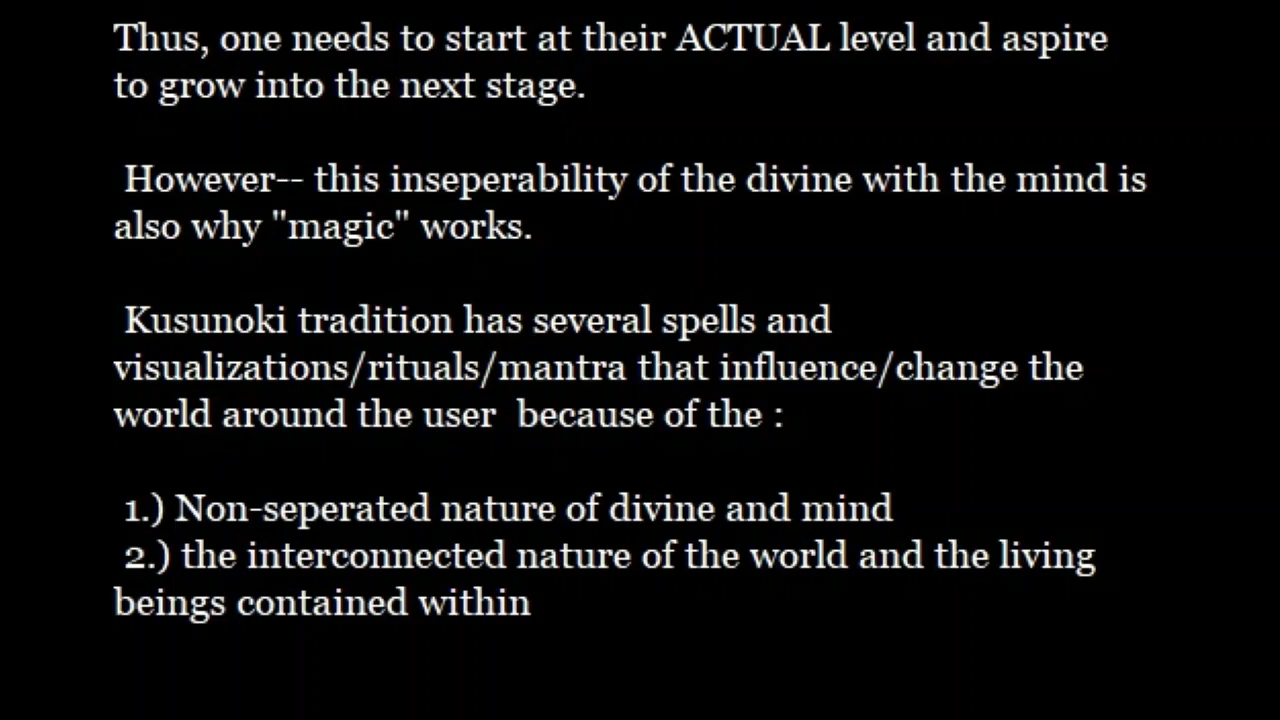 Thus, one needs to start at their ACTUAL level and aspire
to grow into the next stage.
However-- this inseperability of the divine with the mind is
also why "magic" works.
Kusunoki tradition has several spells and
visualizations/rituals/mantra that influence/change the
world around the user  because of the :
1.) Non-seperated nature of divine and mind
2.) the interconnected nature of the world and the living
beings contained within